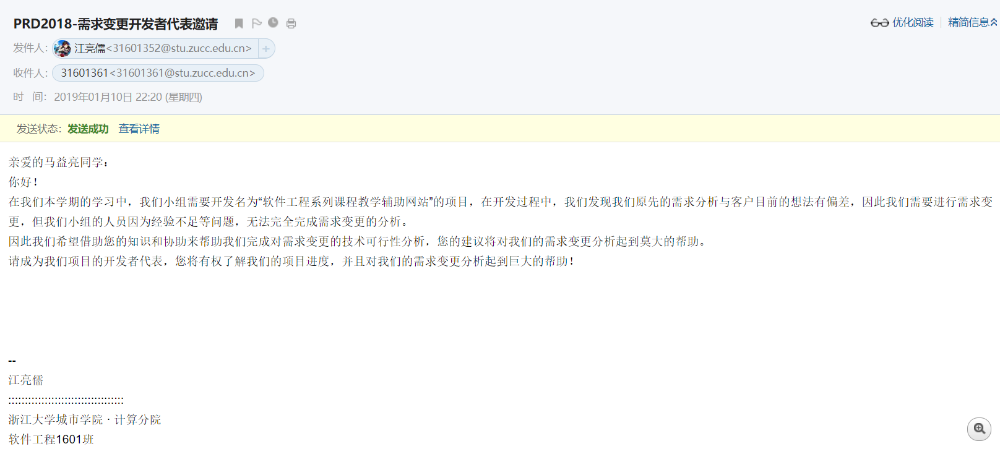 PRD2018-需求变更开发者代表邀请
优化阅读 | 精简信息
发件人：江亮儒<31601352@stu.zucc.edu.cn> +
收件人：31601361<31601361@stu.zucc.edu.cn>
时 间：2019年01月10日 22:20 (星期四)
发送状态：发送成功 查看详情
亲爱的马益亮同学：
你好！
在我们本学期的学习中，我们小组需要开发名为“软件工程系列课程教学辅助网站”的项目，在开发过程中，我们发现我们原先的需求分析与客户目前的想法有偏差，因此我们需要进行需求变
更，但我们小组的人员因为经验不足等问题，无法完全完成需求变更的分析。
因此我们希望借助您的知识和协助来帮助我们完成对需求变更的技术可行性分析，您的建议将对我们的需求变更分析起到莫大的帮助。
请成为我们项目的开发者代表，您将有权了解我们的项目进度，并且对我们的需求变更分析起到巨大的帮助！
--
江亮儒
::::::::::::::::::::::::::::::::::::
浙江大学城市学院 · 计算分院
软件工程1601班